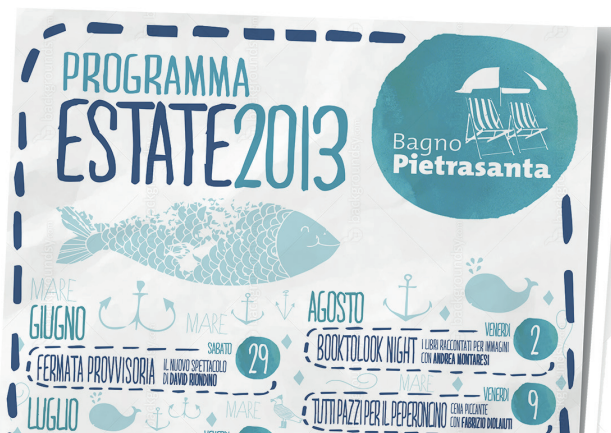 PROGRAMMA
ESTATE2013
Bagno
Pietrasanta
MARE
GIUGNO
MARE
SABATO
29
FERMATA PROVVISORIA
IL NUOVO SPETTACOLO
DI DAVID RIONDINO
LUGLIO
MARE
AGOSTO
VENERDÌ
2
BOOKTOLOOK NIGHT
I LIBRI RACCONTATI PER IMMAGINI
CON ANDREA MONTARESI
MARE
VENERDÌ
9
TUTTI PAZZI PER IL PEPERONCINO
CENA PICCANTE
CON FABRIZIO DIOLAIUTI